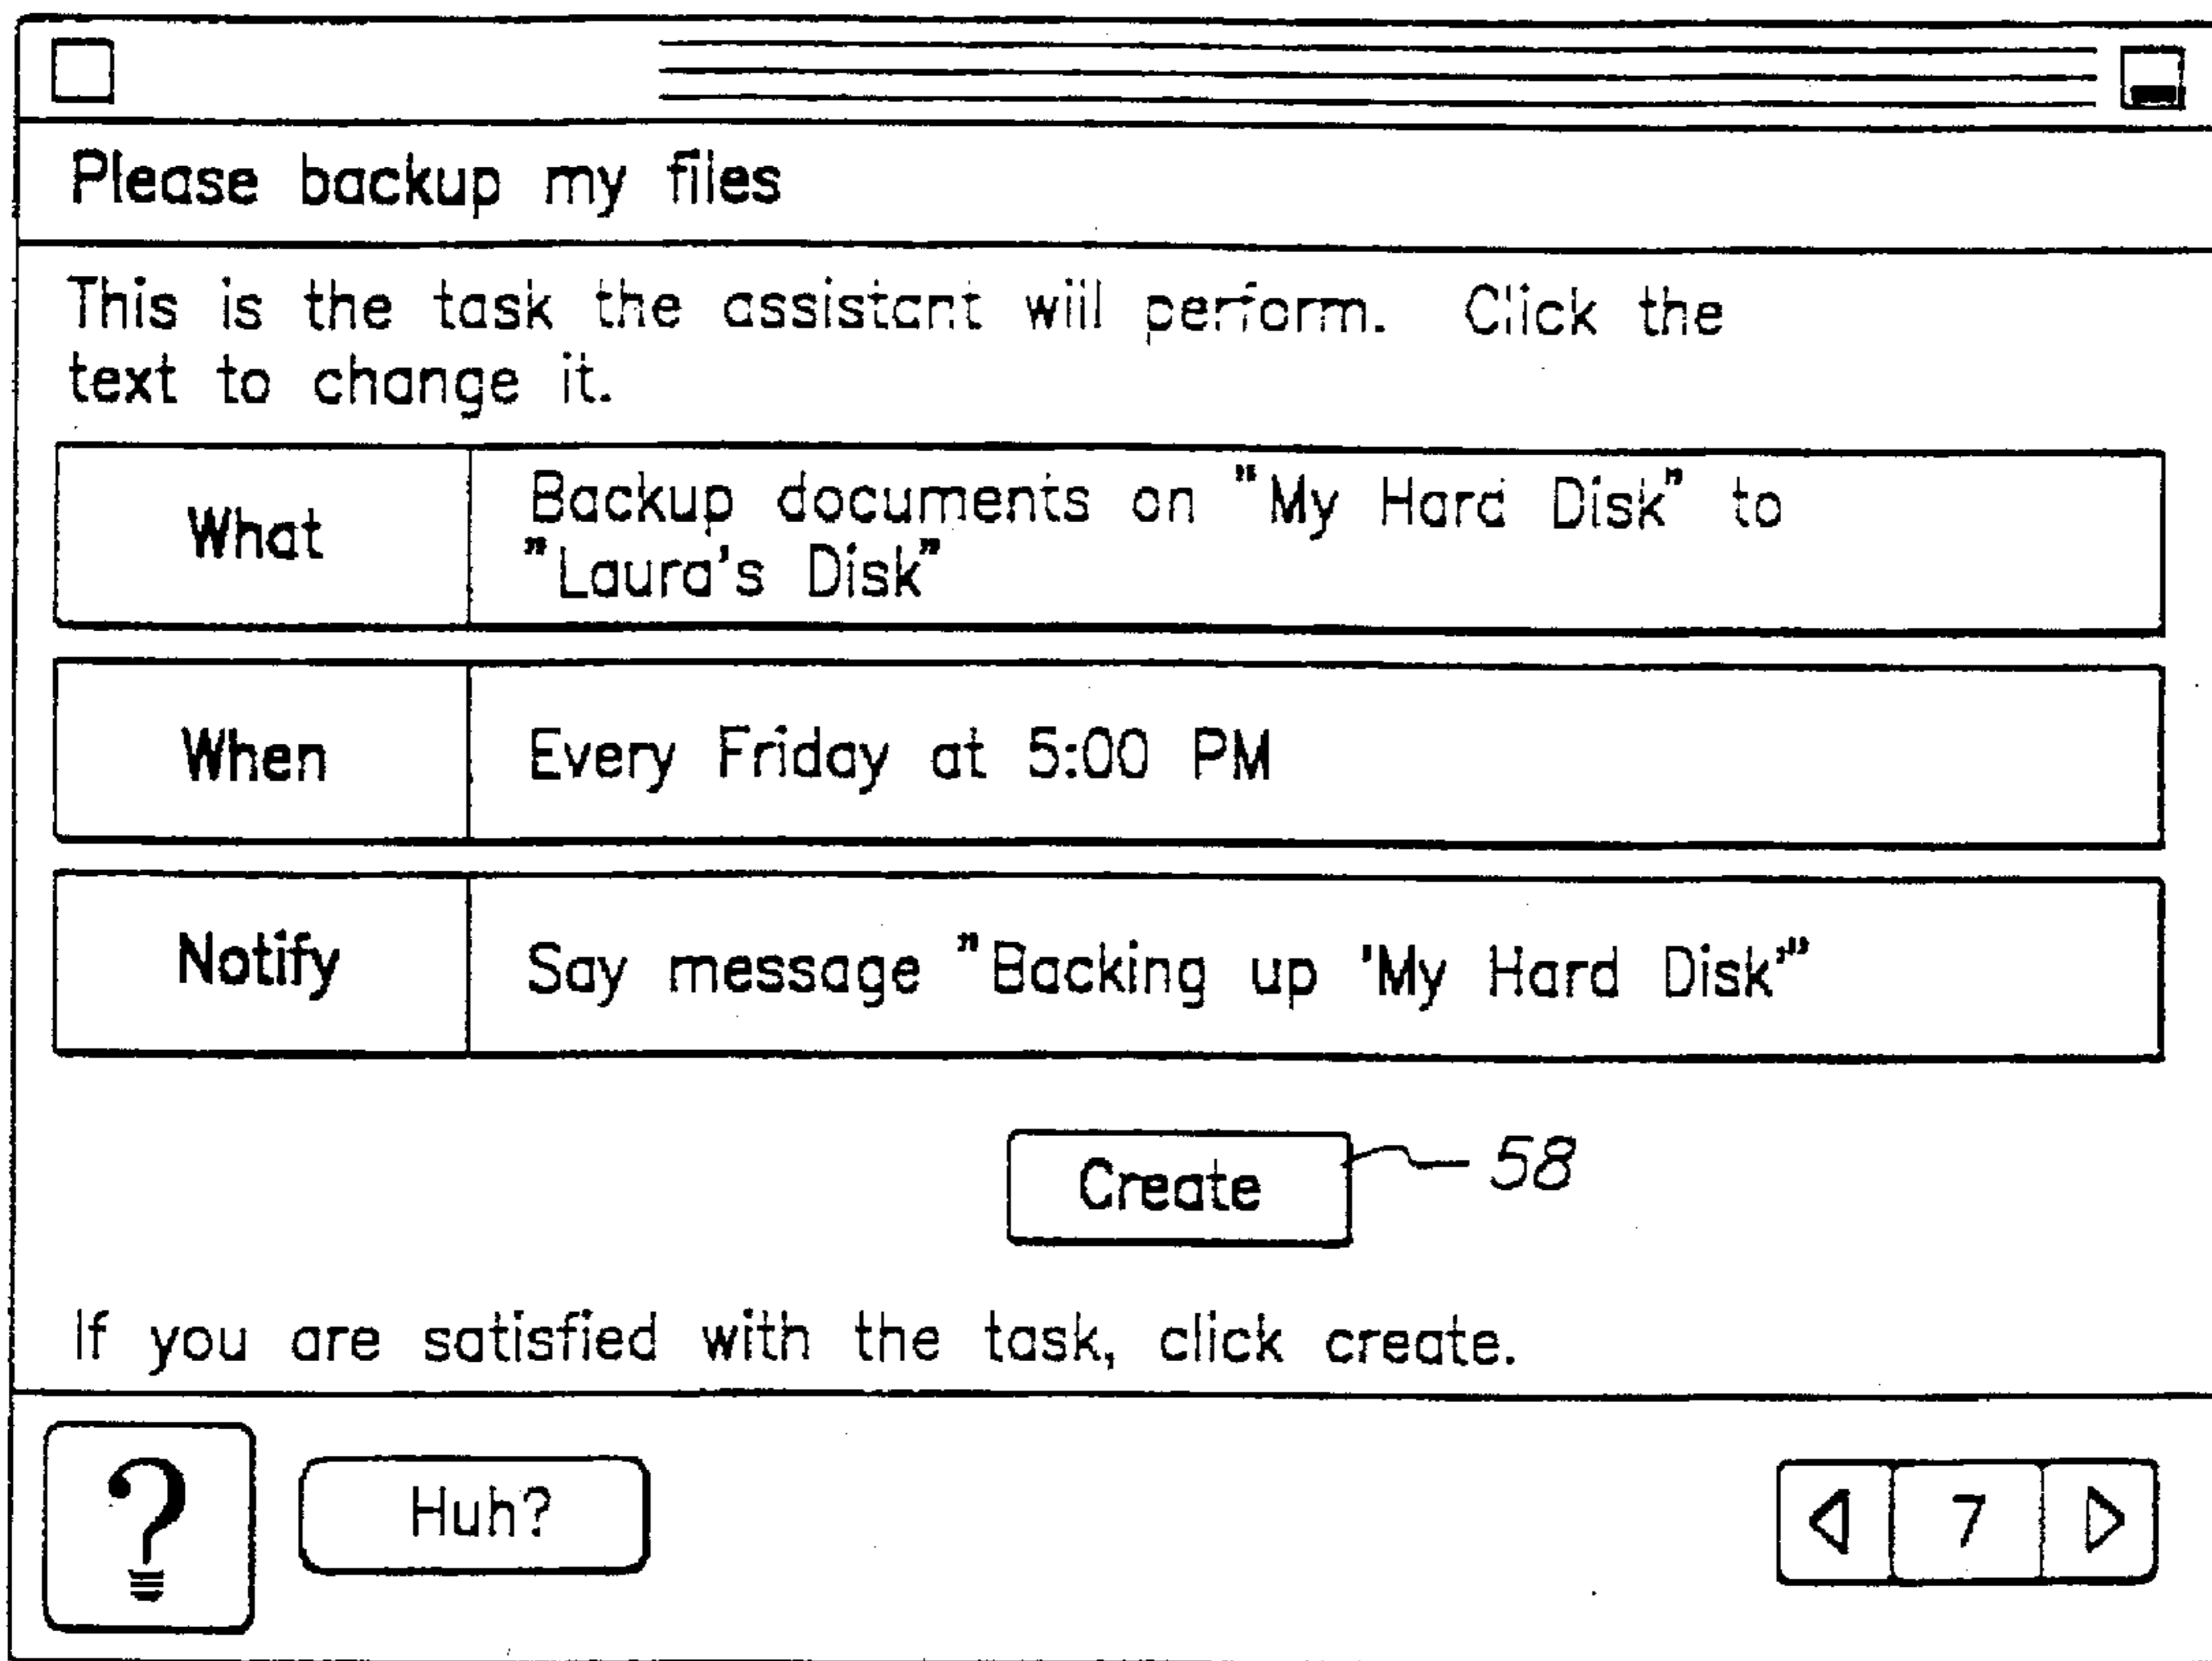 Please backup my files
This is the task the assistant will perform. Click the
text to change it.
What
Backup documents on "My Hard Disk" to
"Laura's Disk"
When
Every Friday at 5:00 PM
Notify
Say message "Backing up 'My Hard Disk'"
Create
58
If you are satisfied with the task, click create.
?
Huh?
7